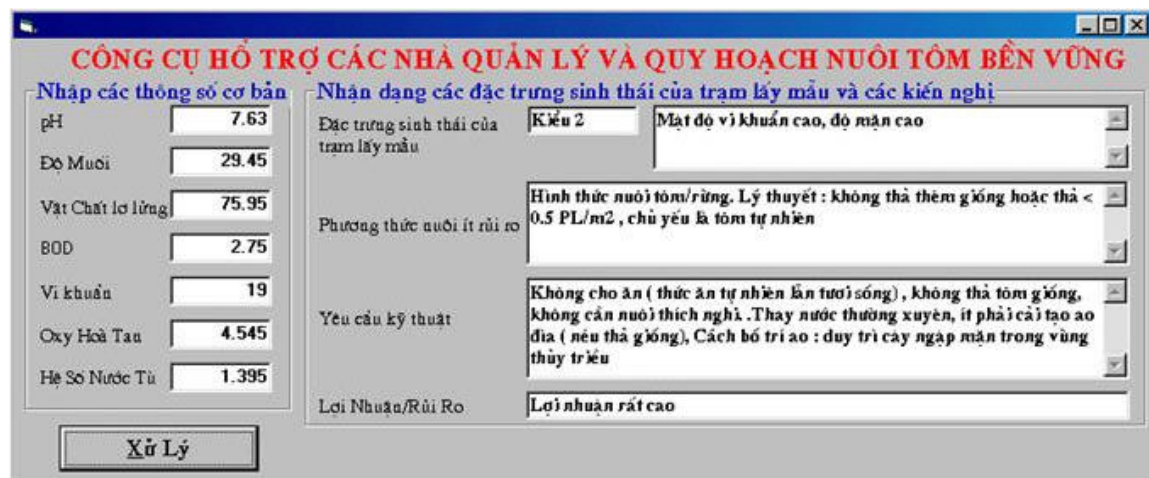 CÔNG CỤ HỔ TRỢ CÁC NHÀ QUẢN LÝ VÀ QUY HOẠCH NUÔI TÔM BỀN VỮNG
Nhập các thông số cơ bản
pH 7.63
Độ Muối 29.45
Vật Chất lơ lửng 75.95
BOD 2.75
Vi khuẩn 19
Oxy Hoà Tan 4.545
Hệ Số Nước Tù 1.395
Xử Lý
Nhận dạng các đặc trưng sinh thái của trạm lấy mẫu và các kiến nghị
Đặc trưng sinh thái của
trạm lấy mẫu
Kiểu 2
Mật độ vi khuẩn cao, độ mặn cao
Phương thức nuôi ít rủi ro
Hình thức nuôi tôm/rừng. Lý thuyết : không thả thêm giống hoặc thả <
0.5 PL/m2 , chủ yếu là tôm tự nhiên
Yêu cầu kỹ thuật
Không cho ăn ( thức ăn tự nhiên lẫn tươi sống) , không thả tôm giống,
không cần nuôi thích nghi. .Thay nước thường xuyên, ít phải cải tạo ao
đìa ( nếu thả giống), Cách bố trí ao : duy trì cây ngập mặn trong vùng
thủy triều
Lợi Nhuận/Rủi Ro
Lợi nhuận rất cao